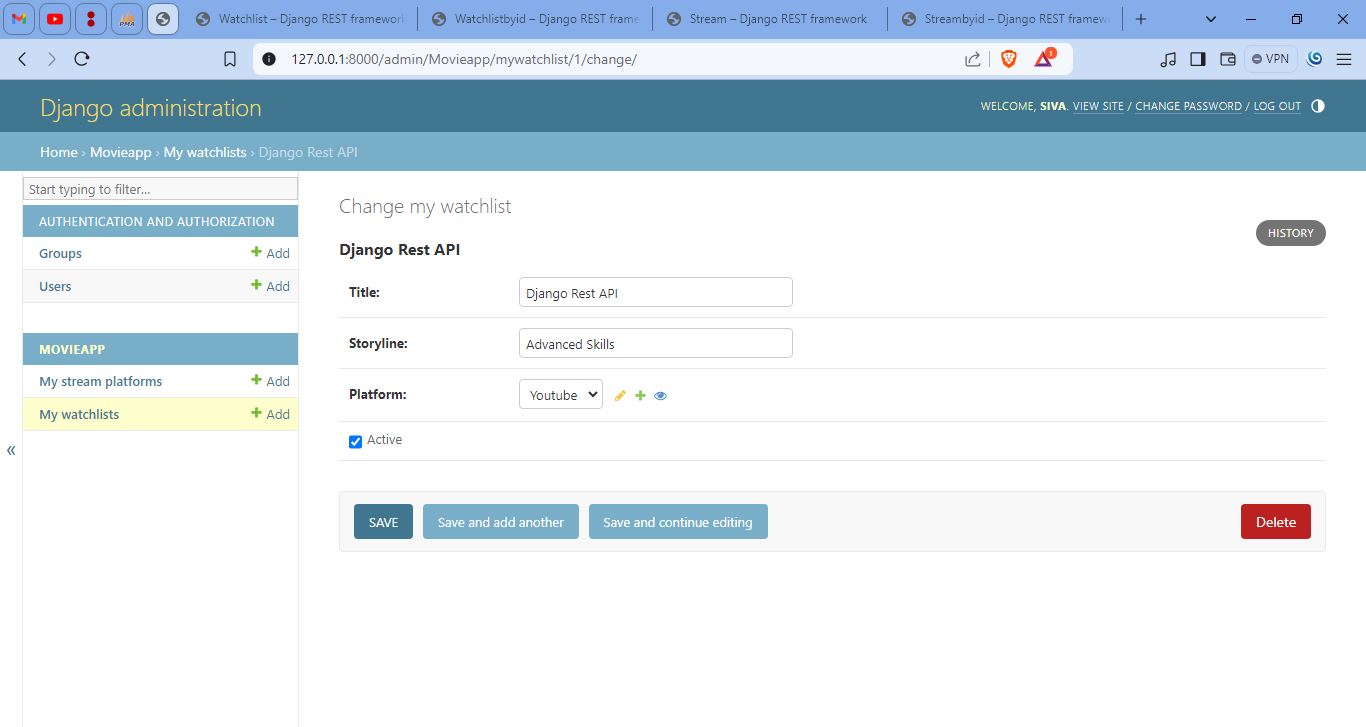 Watchlist – Django REST framework
Watchlistbyid – Django REST frame
Stream – Django REST framework
Streambyid – Django REST framew
127.0.0.1:8000/admin/Movieapp/mywatchlist/1/change/
1
VPN
Django administration
WELCOME, SIVA. VIEW SITE / CHANGE PASSWORD / LOG OUT
Home › Movieapp › My watchlists › Django Rest API
Start typing to filter...
AUTHENTICATION AND AUTHORIZATION
Groups + Add
Users + Add
MOVIEAPP
My stream platforms + Add
My watchlists + Add
«
Change my watchlist
HISTORY
Django Rest API
Title: Django Rest API
Storyline: Advanced Skills
Platform: Youtube
Active
SAVE Save and add another Save and continue editing Delete